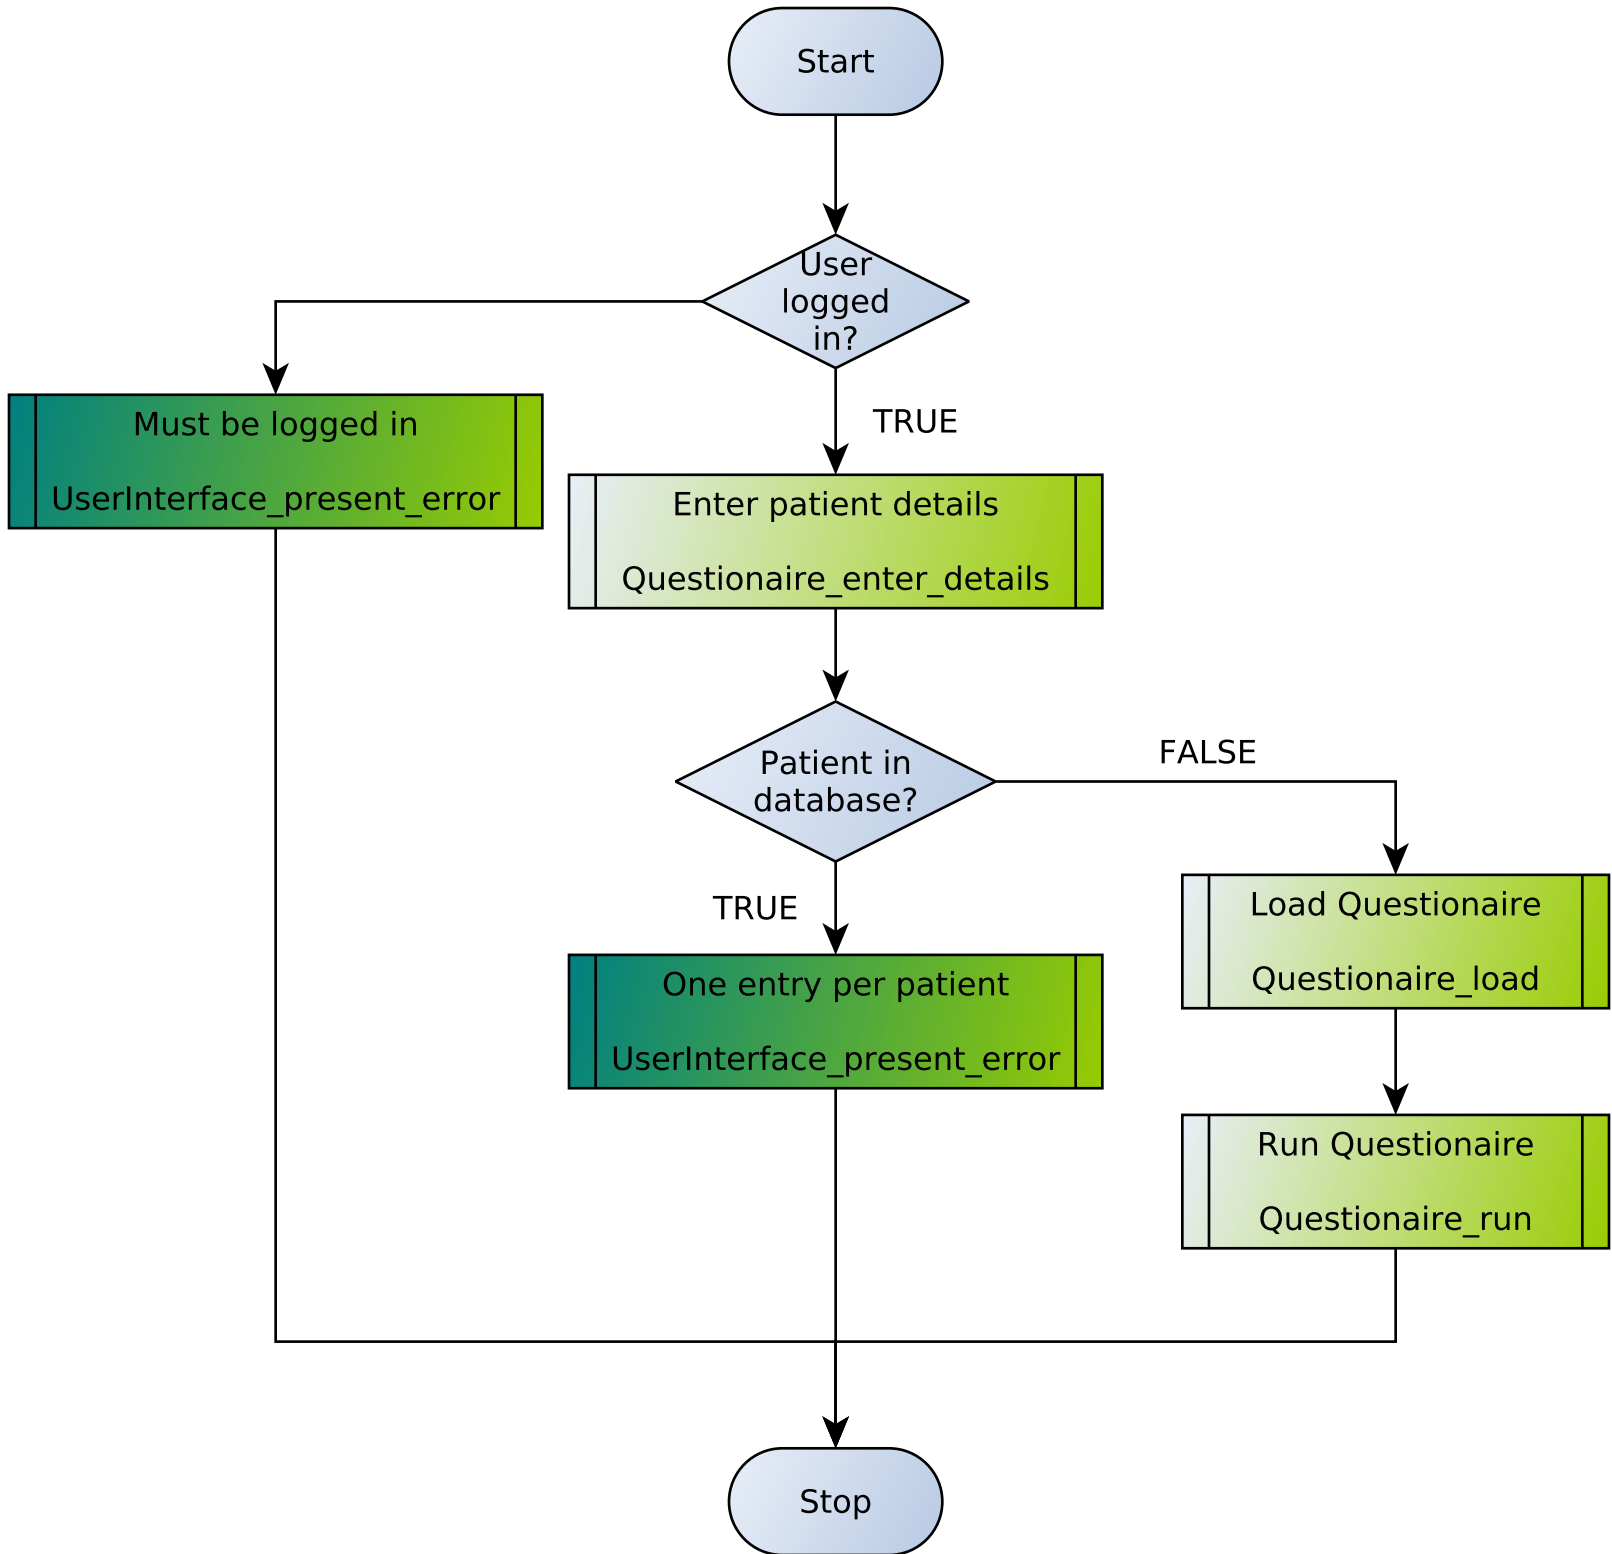 Start
User
logged
in?
Must be logged in
UserInterface_present_error
TRUE
Enter patient details
Questionaire_enter_details
Patient in
database?
FALSE
TRUE
Load Questionaire
Questionaire_load
One entry per patient
UserInterface_present_error
Run Questionaire
Questionaire_run
Stop